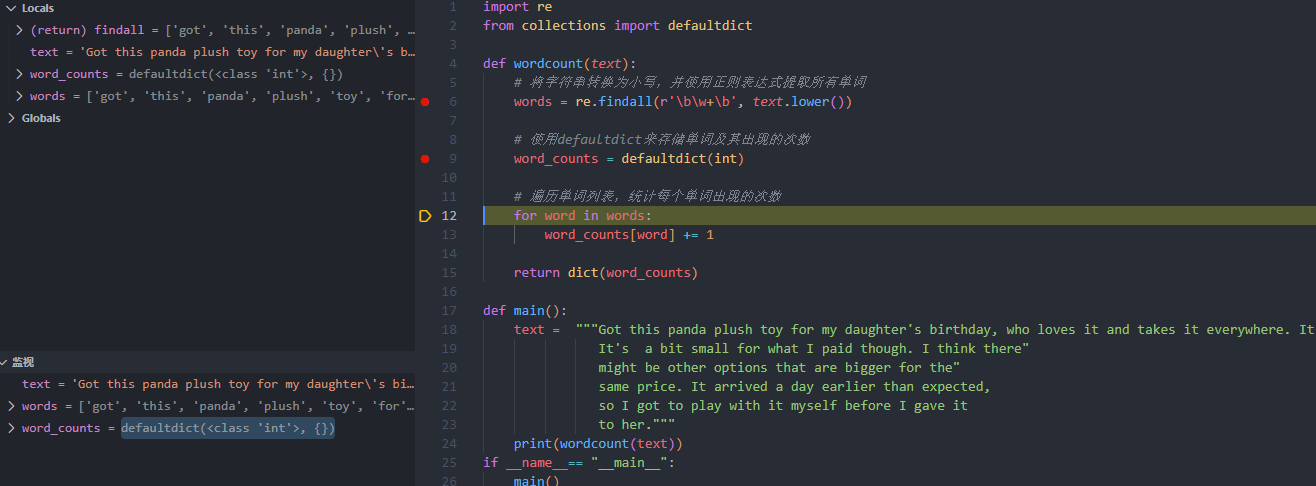 Locals
(return) findall = ['got', 'this', 'panda', 'plush', …
text = 'Got this panda plush toy for my daughter\'s b…
word_counts = defaultdict(<class 'int'>, {})
words = ['got', 'this', 'panda', 'plush', 'toy', 'for…
Globals
监视
text = 'Got this panda plush toy for my daughter\'s bi…
words = ['got', 'this', 'panda', 'plush', 'toy', 'for'…
word_counts = defaultdict(<class 'int'>, {})
1 import re
2 from collections import defaultdict
3
4 def wordcount(text):
5 # 将字符串转换为小写，并使用正则表达式提取所有单词
6 words = re.findall(r'\b\w+\b', text.lower())
7
8 # 使用defaultdict来存储单词及其出现的次数
9 word_counts = defaultdict(int)
10
11 # 遍历单词列表，统计每个单词出现的次数
12 for word in words:
13 word_counts[word] += 1
14
15 return dict(word_counts)
16
17 def main():
18 text =  """Got this panda plush toy for my daughter's birthday, who loves it and takes it everywhere. It
19 It's  a bit small for what I paid though. I think there"
20 might be other options that are bigger for the"
21 same price. It arrived a day earlier than expected,
22 so I got to play with it myself before I gave it
23 to her."""
24 print(wordcount(text))
25 if __name__== "__main__":
26 main()